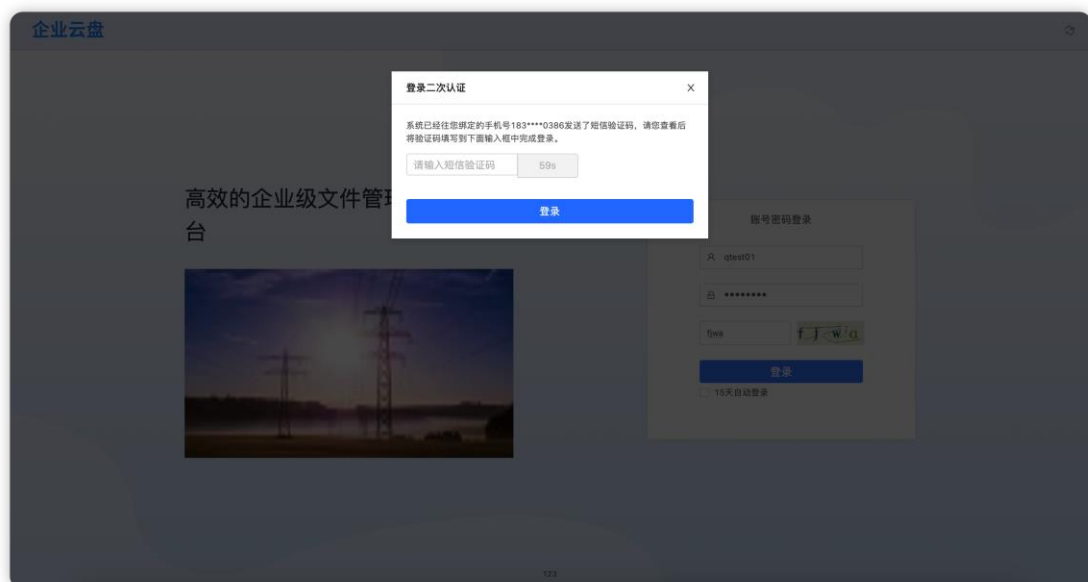 企业云盘
登录二次认证
系统已经往您绑定的手机号183****0386发送了短信验证码，请您查看后
将验证码填写到下面输入框中完成登录。
请输入短信验证码
59s
登录
高效的企业级文件管
台
账号密码登录
qtest01
••••••••
fjwa
f J w a
登录
15天自动登录
123